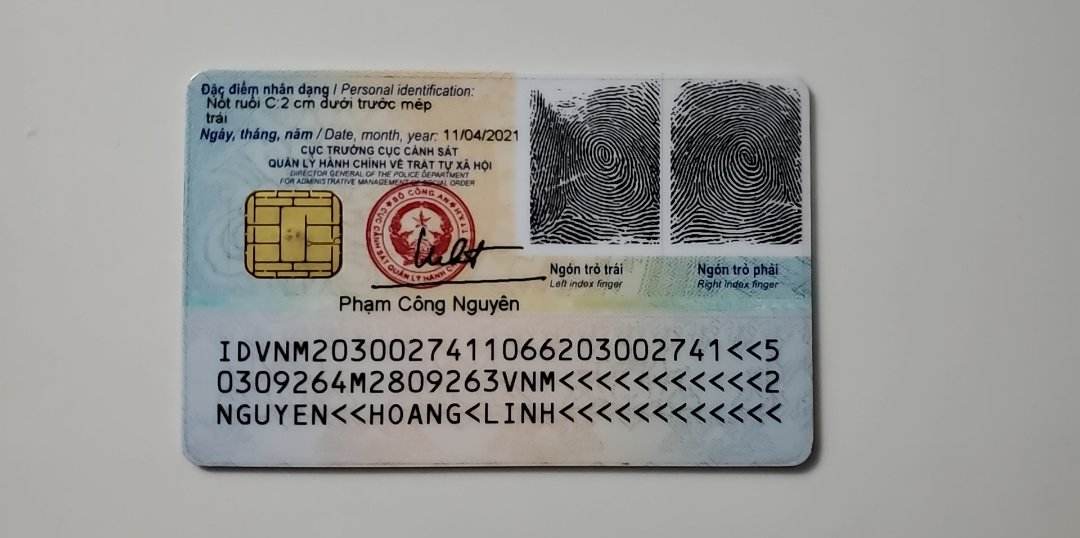 Đặc điểm nhân dạng / Personal identification:
Nốt ruồi C:2 cm dưới trước mép
trái
Ngày, tháng, năm / Date, month, year: 11/04/2021
CỤC TRƯỞNG CỤC CẢNH SÁT
QUẢN LÝ HÀNH CHÍNH VỀ TRẬT TỰ XÃ HỘI
DIRECTOR GENERAL OF THE POLICE DEPARTMENT
FOR ADMINISTRATIVE MANAGEMENT OF SOCIAL ORDER
BỘ CÔNG AN
CỤC CẢNH SÁT QUẢN LÝ HÀNH
Phạm Công Nguyên
Ngón trỏ trái
Left index finger
Ngón trỏ phải
Right index finger
IDVNM2030027411066203002741<<5
0309264M2809263VNM<<<<<<<<<<<2
NGUYEN<<HOANG<LINH<<<<<<<<<<<<